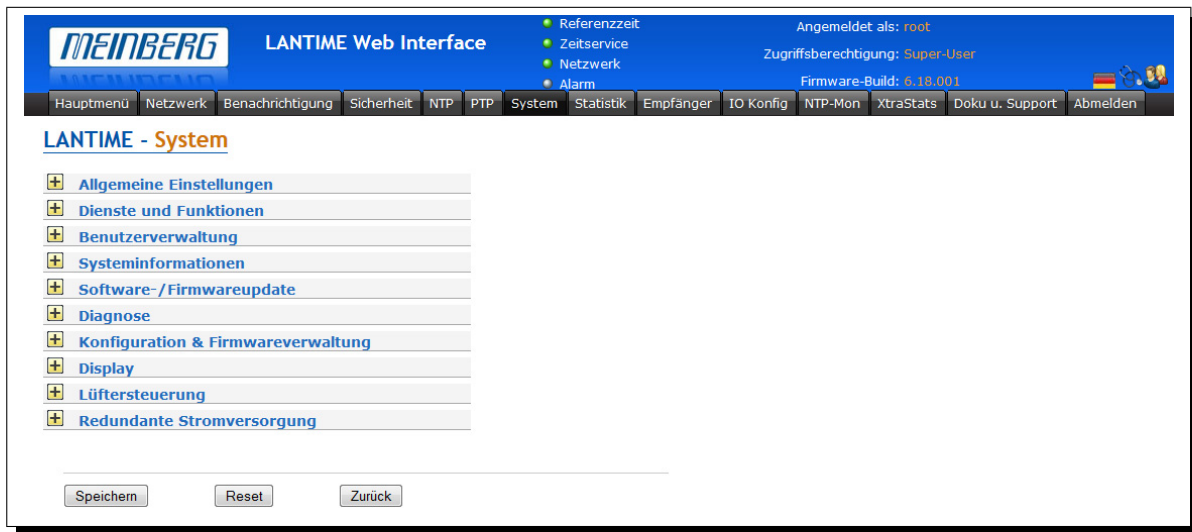 MEINBERG
LANTIME Web Interface
Referenzzeit
Zeitservice
Netzwerk
Alarm
Angemeldet als: root
Zugriffsberechtigung: Super-User
Firmware-Build: 6.18.001
Hauptmenü Netzwerk Benachrichtigung Sicherheit NTP PTP System Statistik Empfänger IO Konfig NTP-Mon XtraStats Doku u. Support Abmelden
LANTIME - System
Allgemeine Einstellungen
Dienste und Funktionen
Benutzerverwaltung
Systeminformationen
Software-/Firmwareupdate
Diagnose
Konfiguration & Firmwareverwaltung
Display
Lüftersteuerung
Redundante Stromversorgung
Speichern Reset Zurück